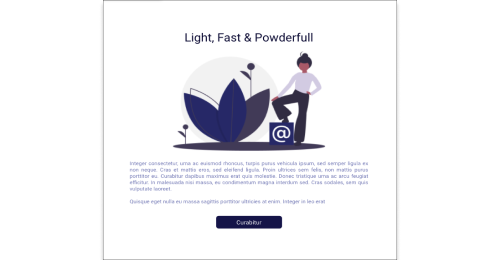 Light, Fast & Powderfull
@
Integer consectetur, urna ac euismod rhoncus, turpis purus vehicula ipsum, sed semper ligula ex
non neque. Cras et mattis eros, sed eleifend ligula. Proin ultrices sem felis, non mattis purus
porttitor eu. Curabitur dapibus maximus erat quis molestie. Donec tristique urna ac arcu feugiat
efficitur. In malesuada nisi massa, eu condimentum magna interdum sed. Cras sodales, sem quis
vulputate laoreet
Quisque eget nulla eu massa sagittis porttitor ultricies at enim. Integer in leo erat
Curabitur